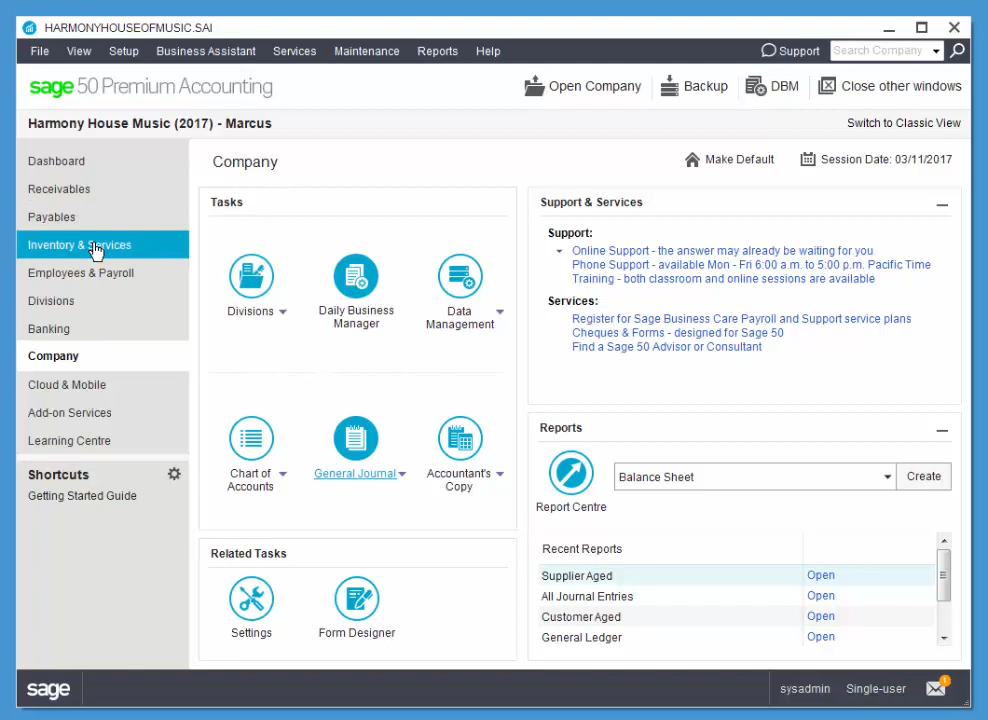 HARMONYHOUSEOFMUSIC.SAI
File View Setup Business Assistant Services Maintenance Reports Help Support Search Company
sage 50 Premium Accounting Open Company Backup DBM Close other windows
Harmony House Music (2017) - Marcus Switch to Classic View
Dashboard
Receivables
Payables
Inventory & Services
Employees & Payroll
Divisions
Banking
Company
Cloud & Mobile
Add-on Services
Learning Centre
Shortcuts
Getting Started Guide
Company Make Default Session Date: 03/11/2017
Tasks
Divisions
Daily Business
Manager
Data
Management
Chart of
Accounts
General Journal
Accountant's
Copy
Related Tasks
Settings
Form Designer
Support & Services
Support:
Online Support - the answer may already be waiting for you
Phone Support - available Mon - Fri 6:00 a.m. to 5:00 p.m. Pacific Time
Training - both classroom and online sessions are available
Services:
Register for Sage Business Care Payroll and Support service plans
Cheques & Forms - designed for Sage 50
Find a Sage 50 Advisor or Consultant
Reports
Report Centre
Balance Sheet Create
Recent Reports
Supplier Aged Open
All Journal Entries Open
Customer Aged Open
General Ledger Open
sage sysadmin Single-user 1